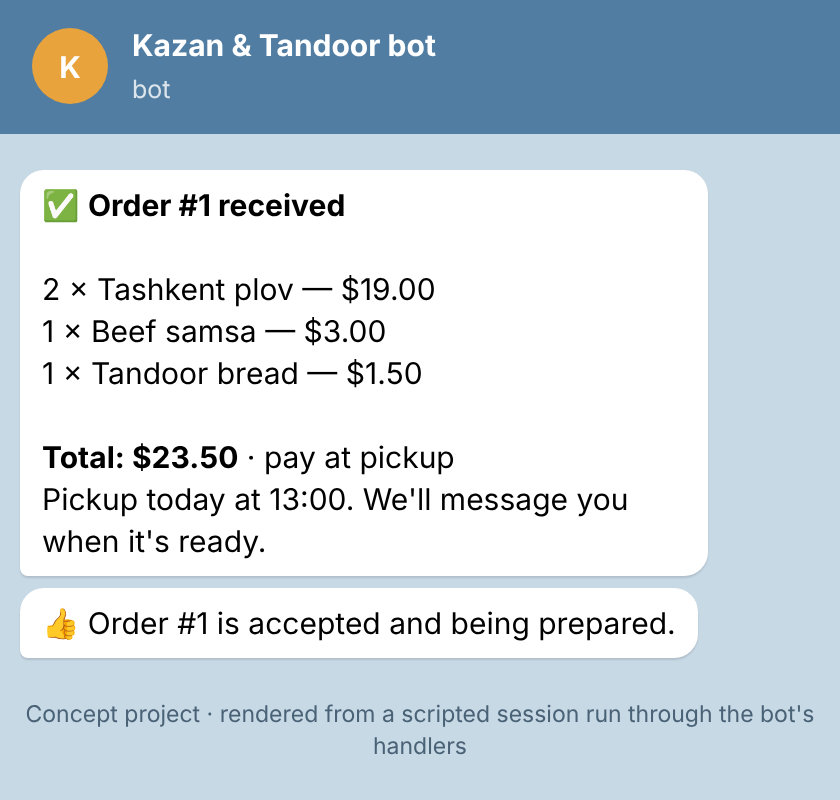 K
Kazan & Tandoor bot
bot
✅ Order #1 received
2 × Tashkent plov — $19.00
1 × Beef samsa — $3.00
1 × Tandoor bread — $1.50
Total: $23.50 · pay at pickup
Pickup today at 13:00. We'll message you
when it's ready.
👍 Order #1 is accepted and being prepared.
Concept project · rendered from a scripted session run through the bot's
handlers